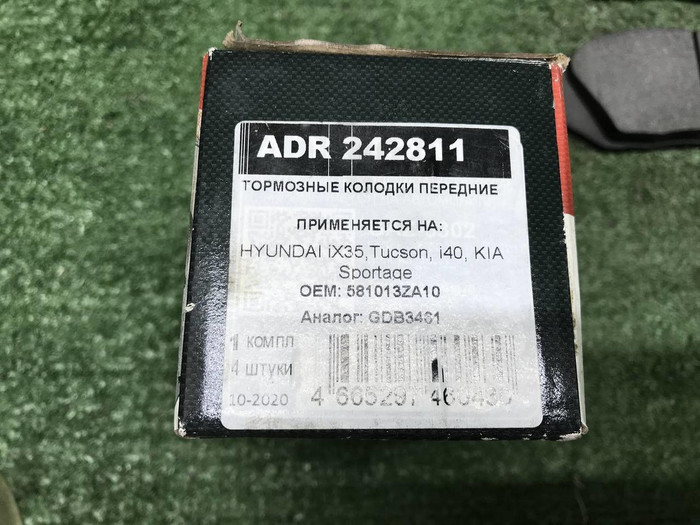 ADR 242811
ТОРМОЗНЫЕ КОЛОДКИ ПЕРЕДНИЕ
ПРИМЕНЯЕТСЯ НА:
HYUNDAI iX35,Tucson, i40, KIA
Sportage
OEM: 581013ZA10
Аналог: GDB3461
1 КОМПЛ
4 ШТУКИ
10-2020